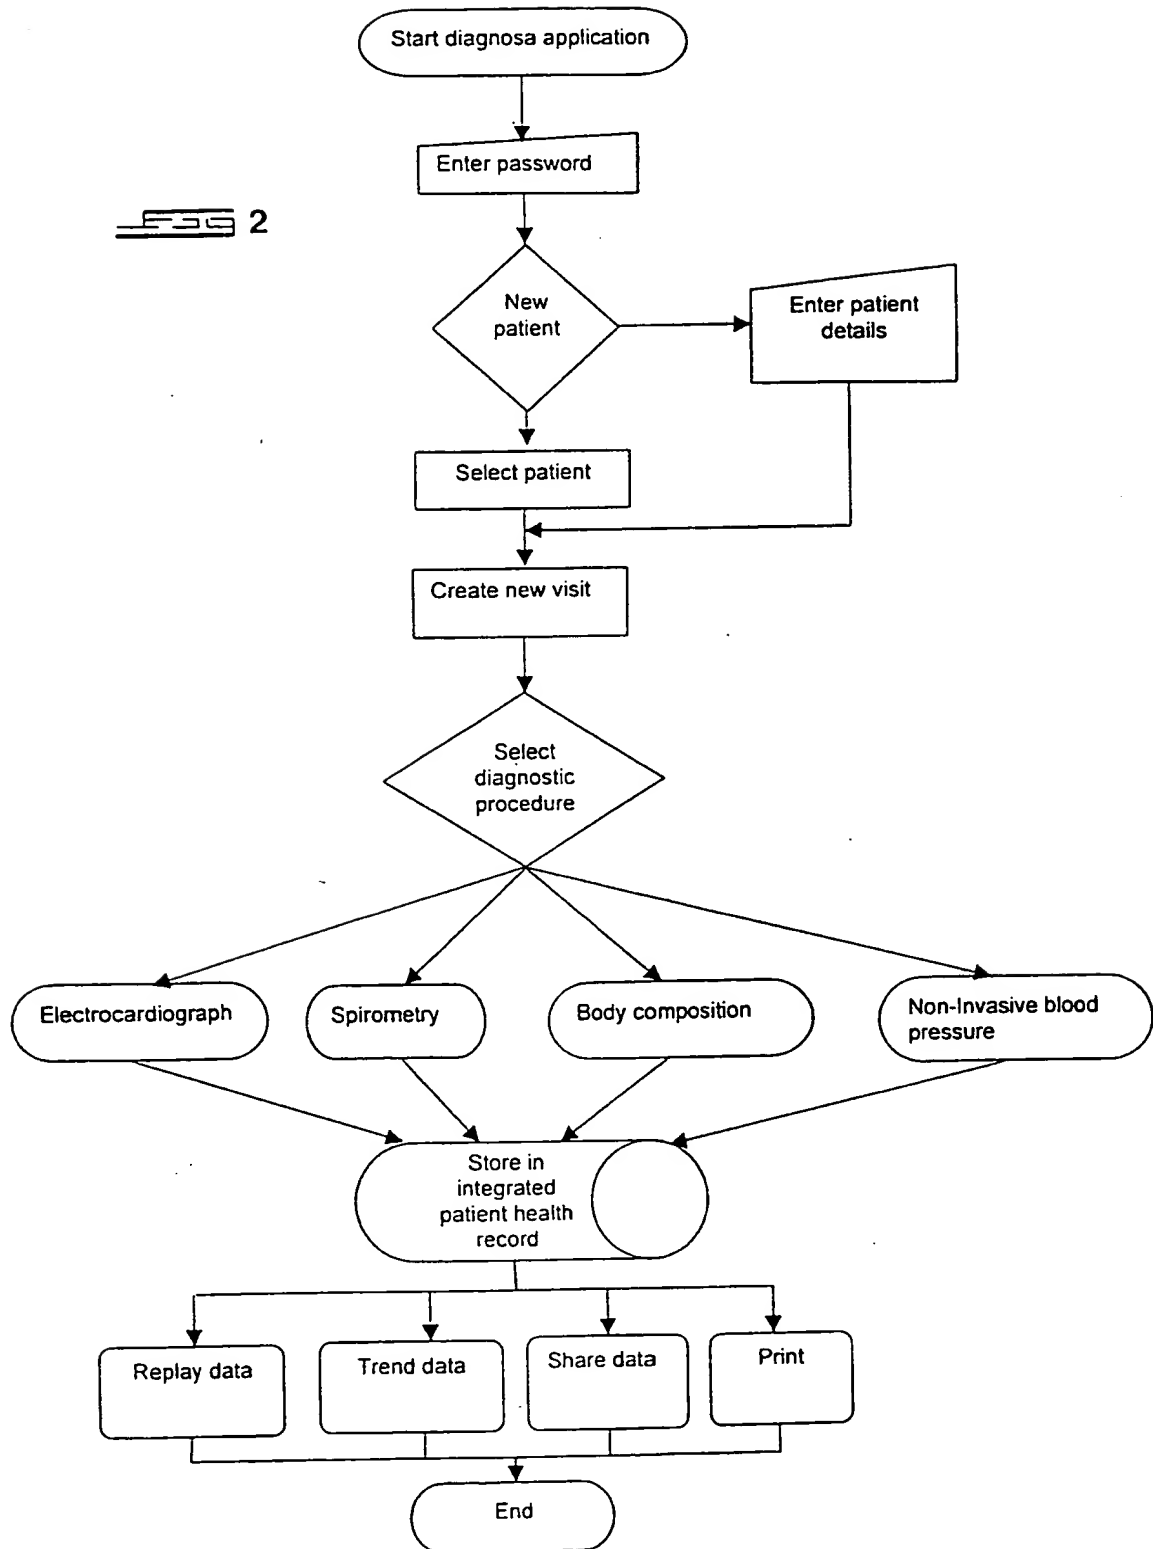 Start diagnosa application
Enter password
FIG 2
New
patient
Enter patient
details
Select patient
Create new visit
Select
diagnostic
procedure
Electrocardiograph
Spirometry
Body composition
Non-Invasive blood
pressure
Store in
integrated
patient health
record
Replay data
Trend data
Share data
Print
End